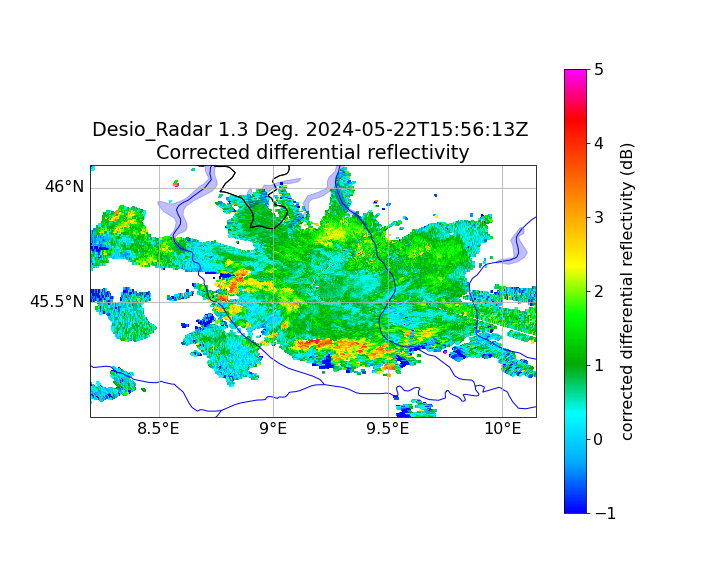 Desio_Radar 1.3 Deg. 2024-05-22T15:56:13Z
Corrected differential reflectivity
46°N
45.5°N
8.5°E
9°E
9.5°E
10°E
5
4
3
2
1
0
−1
corrected differential reflectivity (dB)